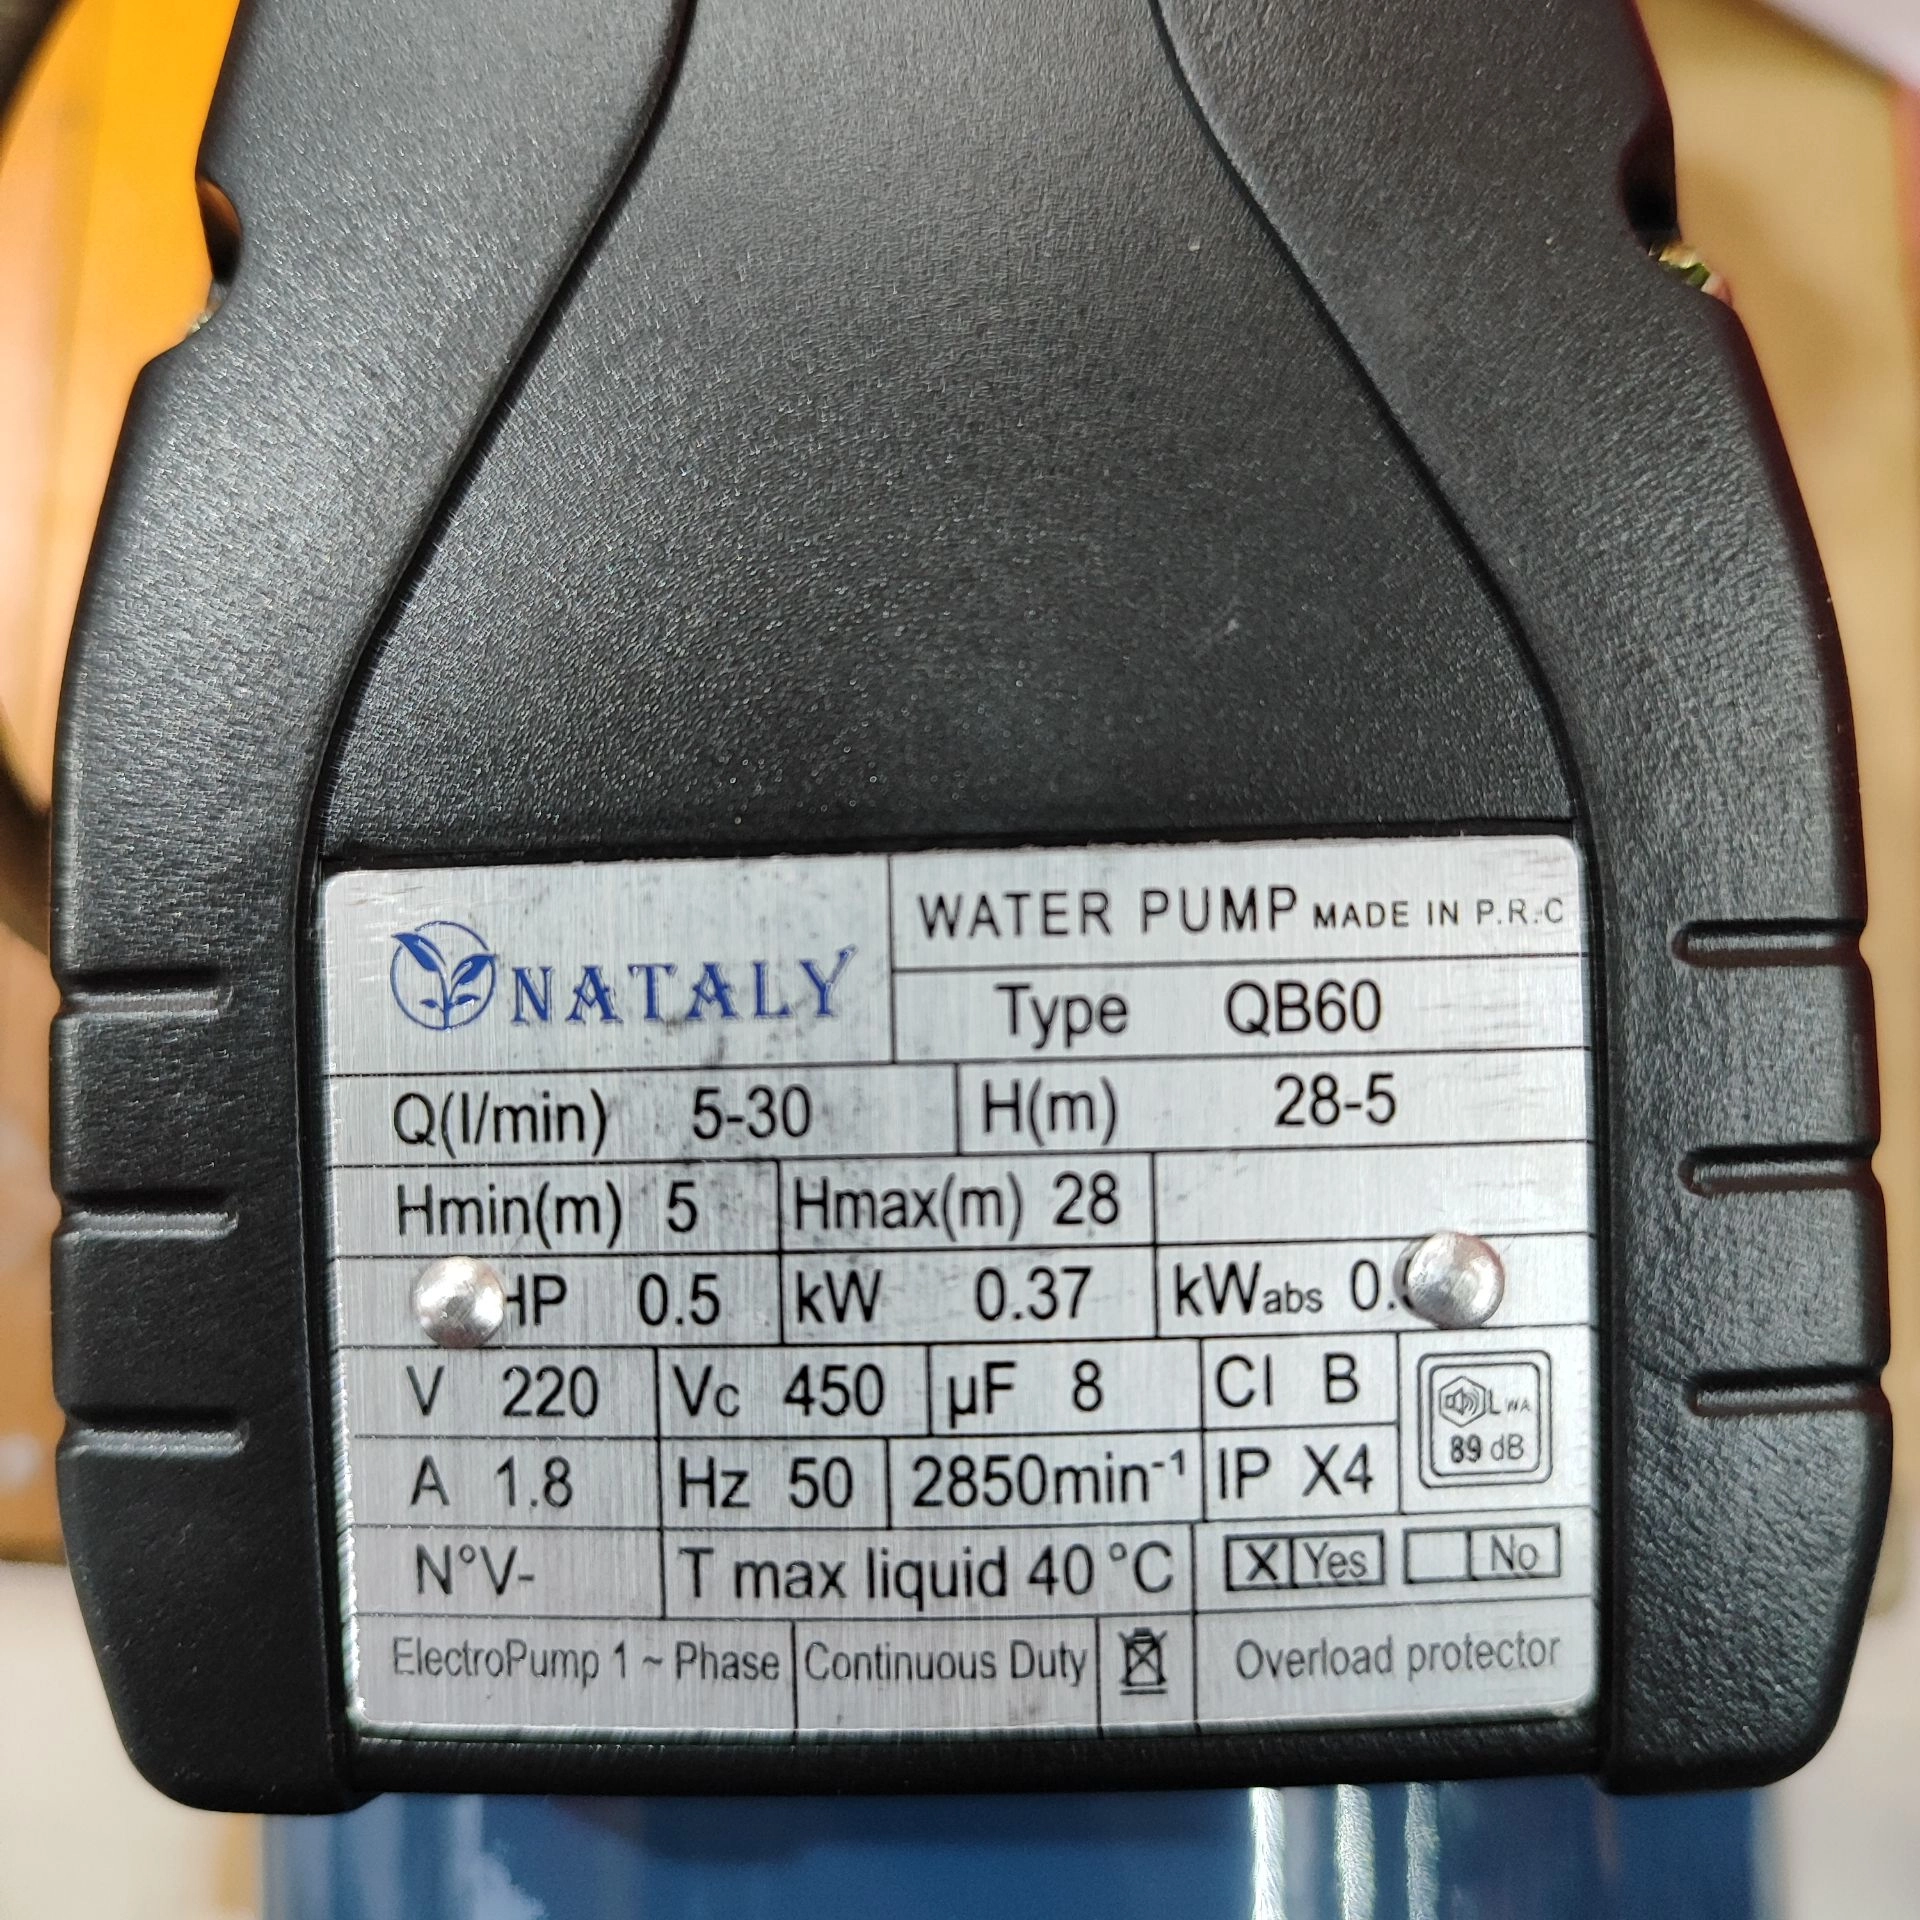 NATALY
WATER PUMP MADE IN P.R.C
Type QB60
Q(l/min) 5-30 H(m) 28-5
Hmin(m) 5 Hmax(m) 28
HP 0.5 kW 0.37 kWabs
V 220 Vc 450 µF 8 Cl B
LWA
89 dB
A 1.8 Hz 50 2850min⁻¹ IP X4
N°V- T max liquid 40 °C X Yes No
ElectroPump 1 ~ Phase Continuous Duty Overload protector